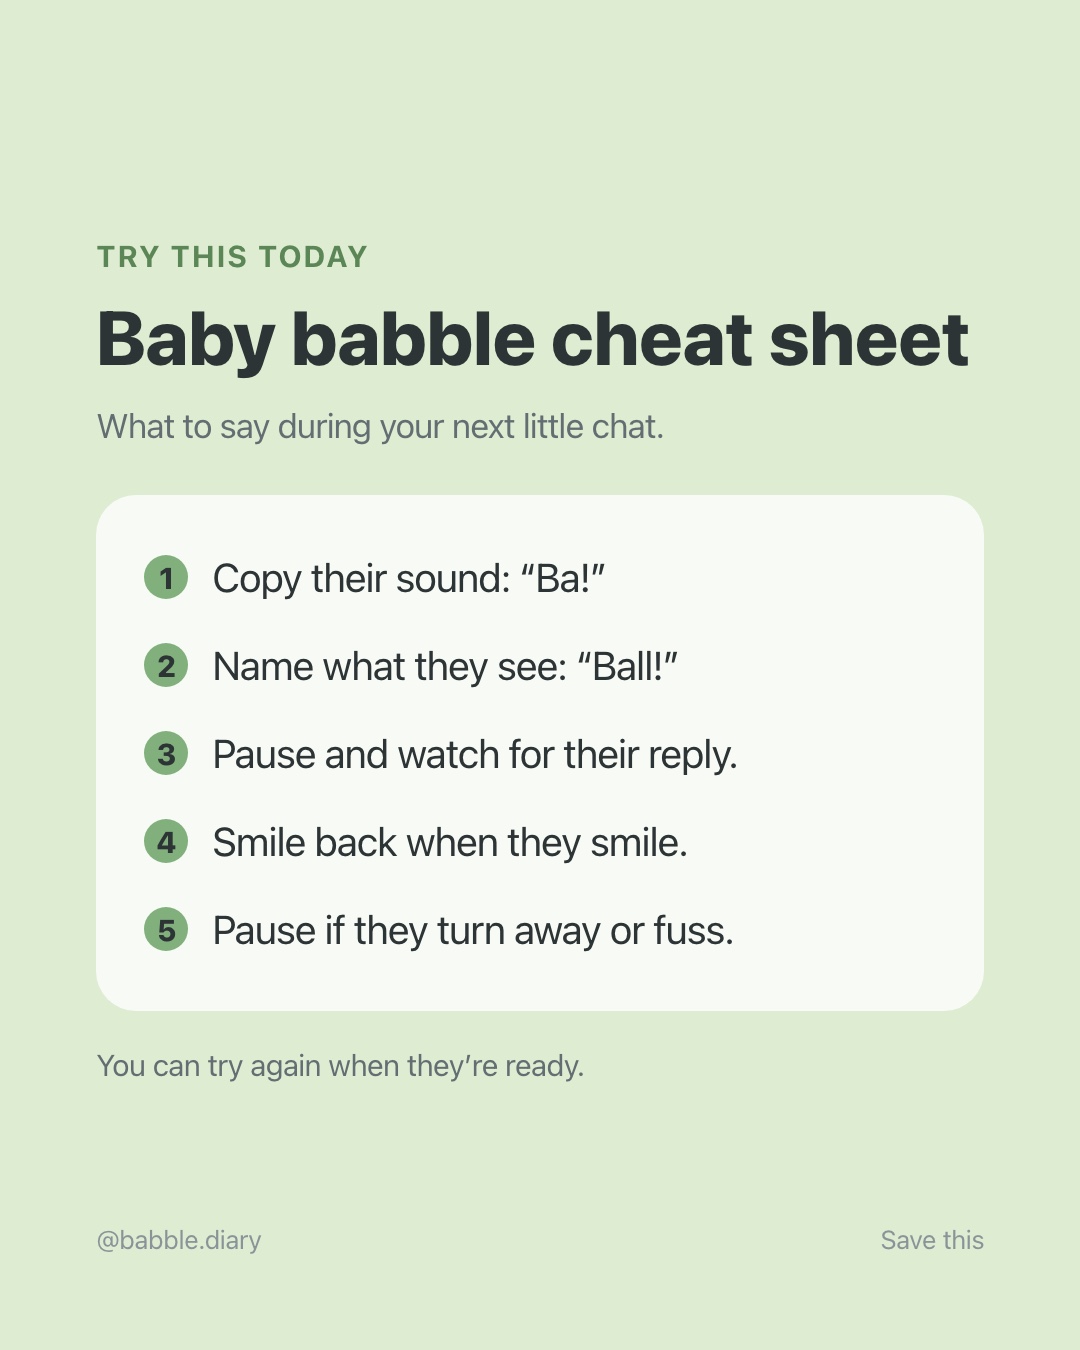 TRY THIS TODAY
Baby babble cheat sheet
What to say during your next little chat.
1 Copy their sound: “Ba!”
2 Name what they see: “Ball!”
3 Pause and watch for their reply.
4 Smile back when they smile.
5 Pause if they turn away or fuss.
You can try again when they’re ready.
@babble.diary
Save this